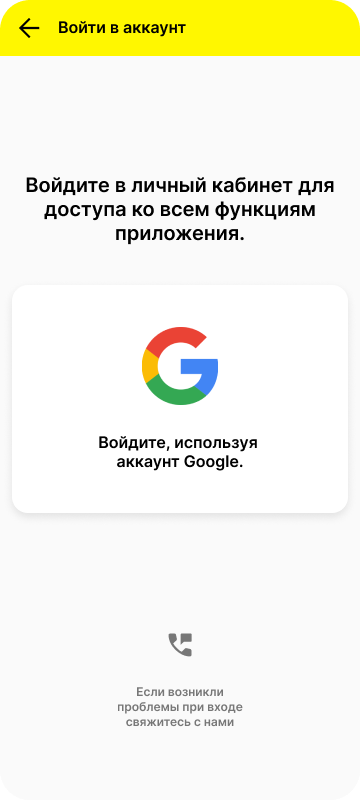 Войти в аккаунт
Войдите в личный кабинет для
доступа ко всем функциям
приложения.
Войдите, используя
аккаунт Google.
Если возникли
проблемы при входе
свяжитесь с нами